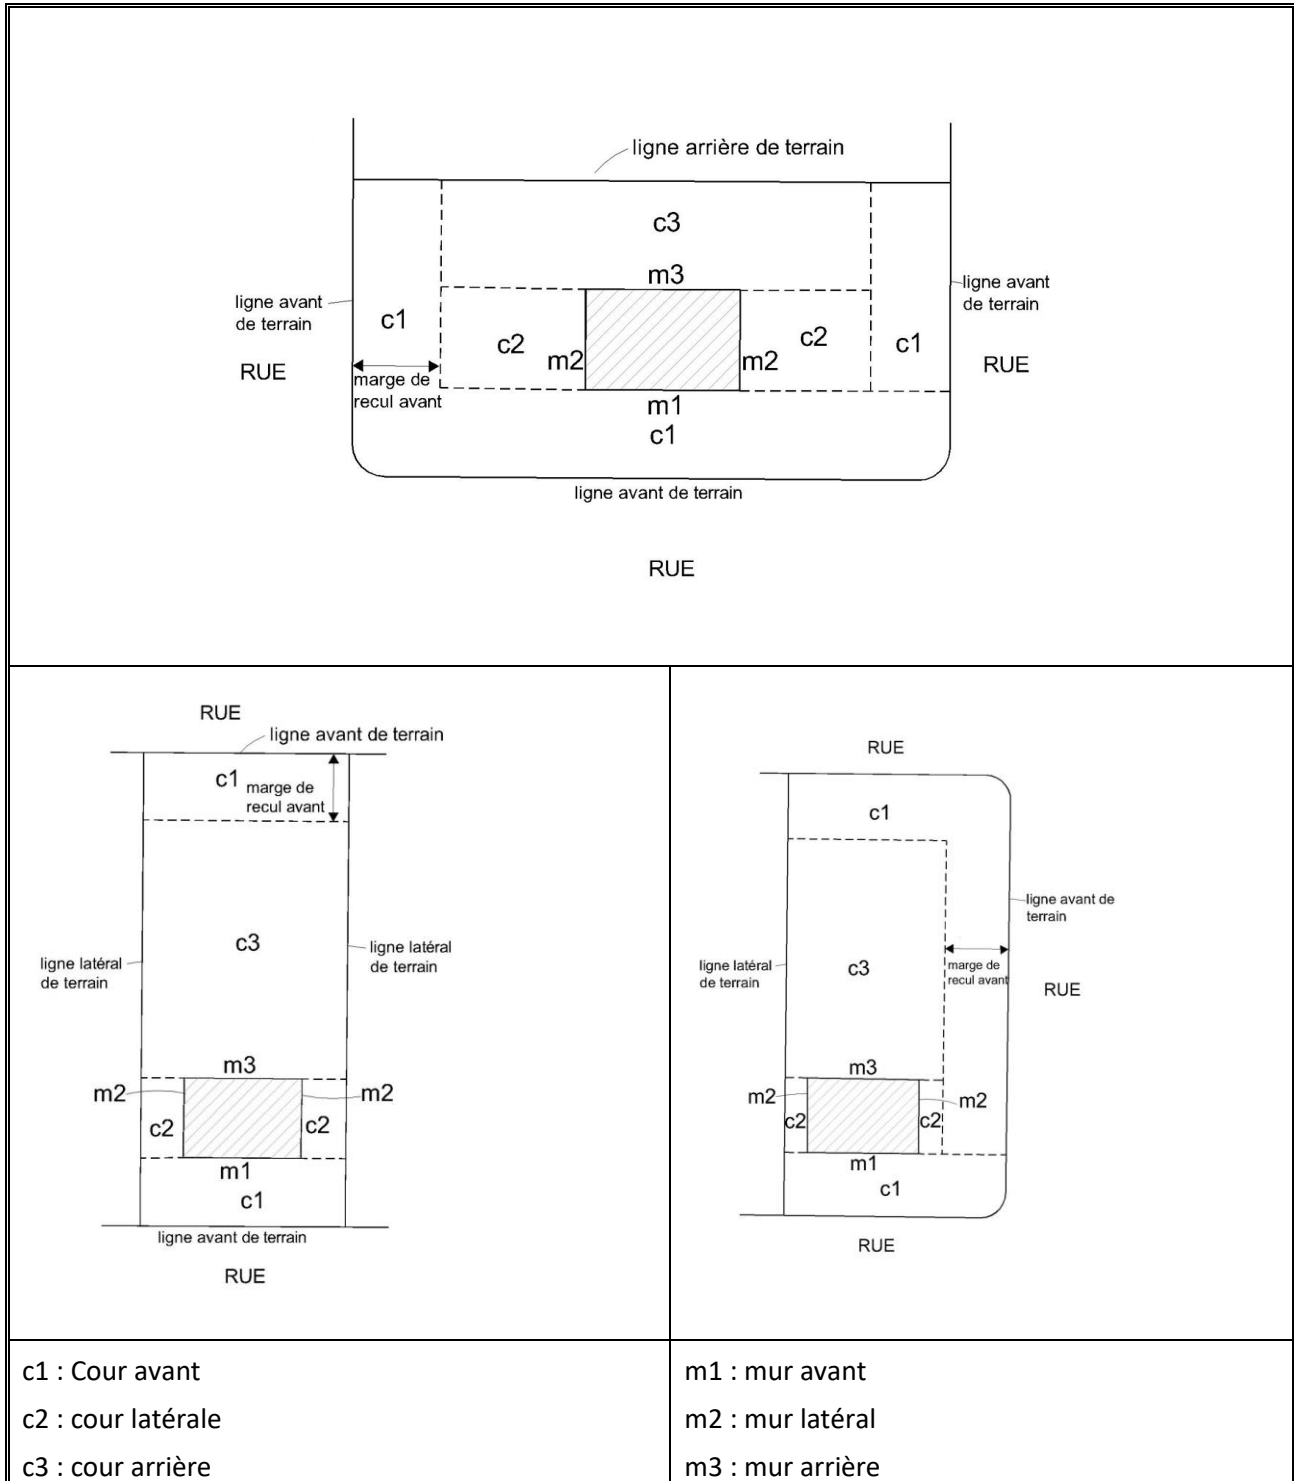 ligne arrière de terrain
c3
m3
ligne avant
de terrain
ligne avant
de terrain
c1
c2
m2
m2
c2
c1
RUE
RUE
marge de
recul avant
m1
c1
ligne avant de terrain
RUE
RUE
ligne avant de terrain
c1
marge de
recul avant
c3
ligne latéral
de terrain
ligne latéral
de terrain
m3
m2
m2
c2
c2
m1
c1
ligne avant de terrain
RUE
RUE
c1
ligne avant de
terrain
ligne latéral
de terrain
c3
marge de
recul avant
RUE
m3
m2
m2
c2
c2
m1
c1
RUE
c1 : Cour avant
c2 : cour latérale
c3 : cour arrière
m1 : mur avant
m2 : mur latéral
m3 : mur arrière